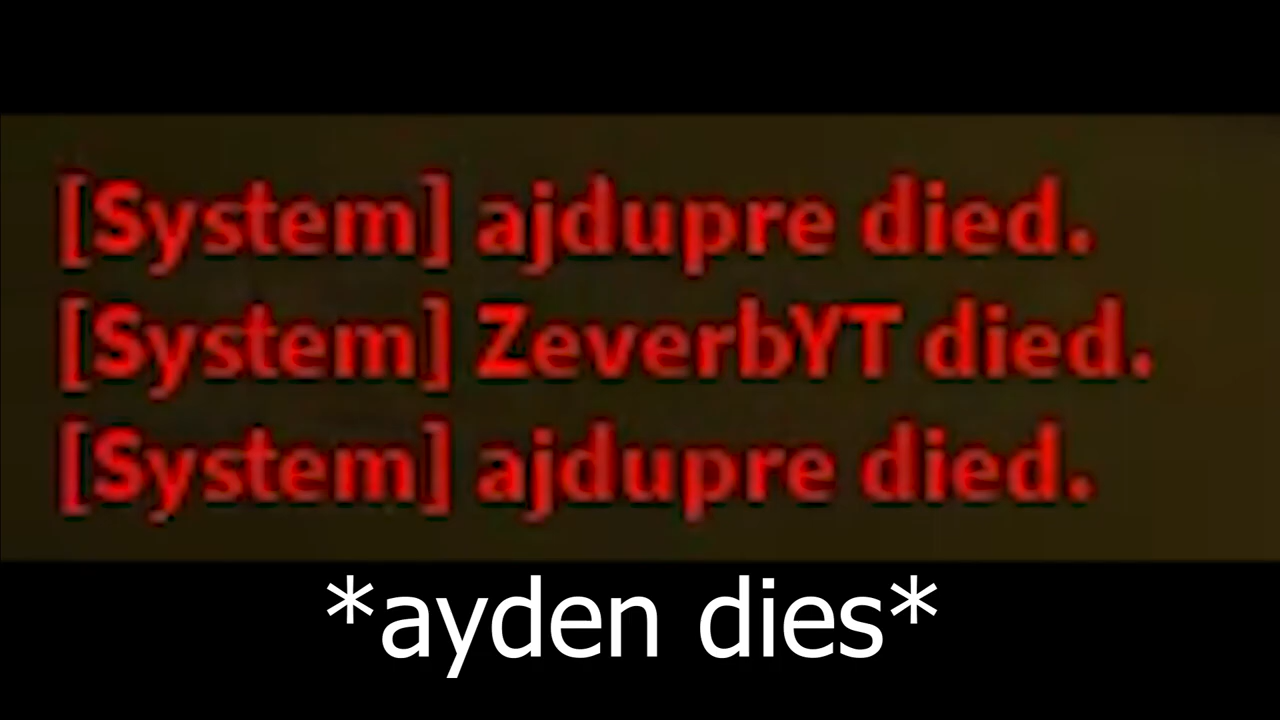 [System] ajdupre died.
[System] ZeverbYT died.
[System] ajdupre died.
*ayden dies*